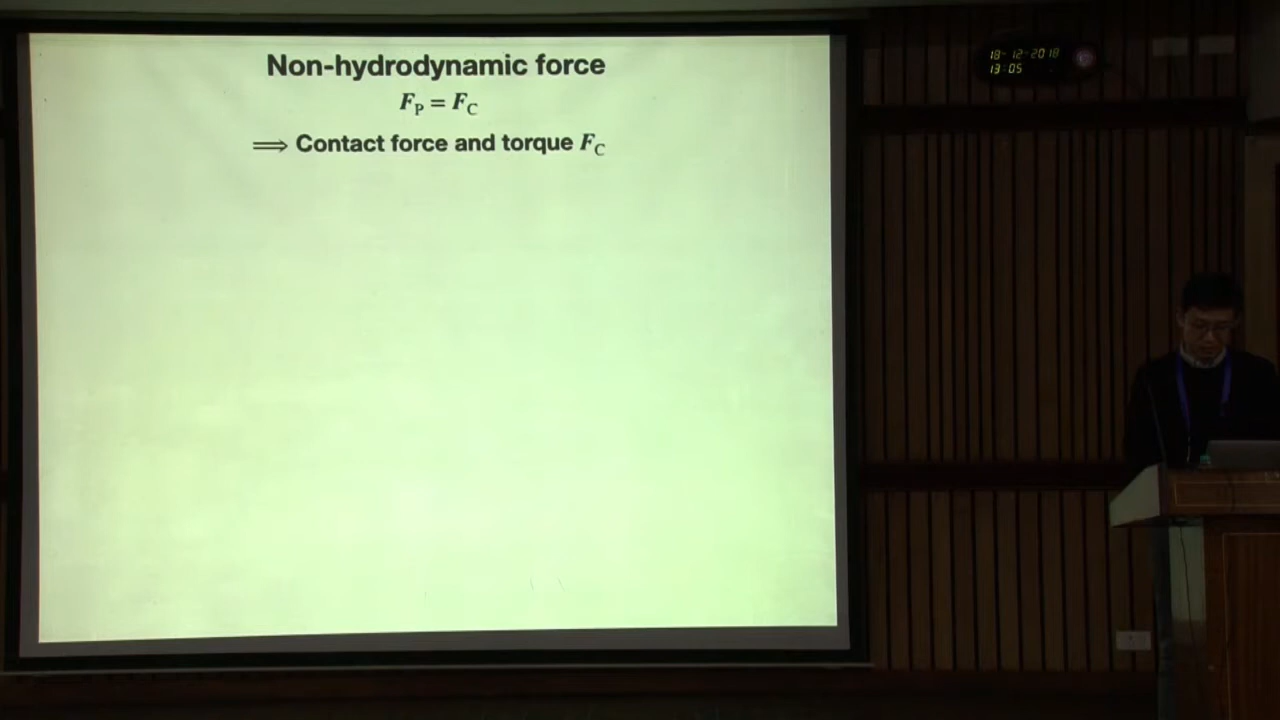 Non-hydrodynamic force
F_P = F_C
⟹ Contact force and torque F_C
18-12-2018
13:05